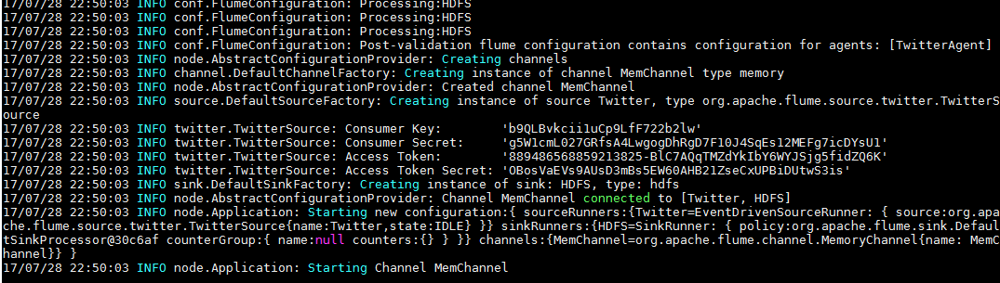 17/07/28 22:50:03 INFO conf.FlumeConfiguration: Processing:HDFS
17/07/28 22:50:03 INFO conf.FlumeConfiguration: Processing:HDFS
17/07/28 22:50:03 INFO conf.FlumeConfiguration: Processing:HDFS
17/07/28 22:50:03 INFO conf.FlumeConfiguration: Post-validation flume configuration contains configuration for agents: [TwitterAgent]
17/07/28 22:50:03 INFO node.AbstractConfigurationProvider: Creating channels
17/07/28 22:50:03 INFO channel.DefaultChannelFactory: Creating instance of channel MemChannel type memory
17/07/28 22:50:03 INFO node.AbstractConfigurationProvider: Created channel MemChannel
17/07/28 22:50:03 INFO source.DefaultSourceFactory: Creating instance of source Twitter, type org.apache.flume.source.twitter.TwitterS
ource
17/07/28 22:50:03 INFO twitter.TwitterSource: Consumer Key:        'b9QLBvkcii1uCp9LfF722b2lw'
17/07/28 22:50:03 INFO twitter.TwitterSource: Consumer Secret:     'g5W1cmL027GRfsA4LwgogDhRgD7F10J4SqEs12MEFg7icDYsU1'
17/07/28 22:50:03 INFO twitter.TwitterSource: Access Token:        '889486568859213825-BlC7AQqTMZdYkIbY6WYJSjg5fidZQ6K'
17/07/28 22:50:03 INFO twitter.TwitterSource: Access Token Secret: 'OBosVaEVs9AUsD3mBs5EW60AHB21ZseCxUPBiDUtwS3is'
17/07/28 22:50:03 INFO sink.DefaultSinkFactory: Creating instance of sink: HDFS, type: hdfs
17/07/28 22:50:03 INFO node.AbstractConfigurationProvider: Channel MemChannel connected to [Twitter, HDFS]
17/07/28 22:50:03 INFO node.Application: Starting new configuration:{ sourceRunners:{Twitter=EventDrivenSourceRunner: { source:org.apa
che.flume.source.twitter.TwitterSource{name:Twitter,state:IDLE} }} sinkRunners:{HDFS=SinkRunner: { policy:org.apache.flume.sink.Defaul
tSinkProcessor@30c6af counterGroup:{ name:null counters:{} } }} channels:{MemChannel=org.apache.flume.channel.MemoryChannel{name: MemC
hannel}} }
17/07/28 22:50:03 INFO node.Application: Starting Channel MemChannel